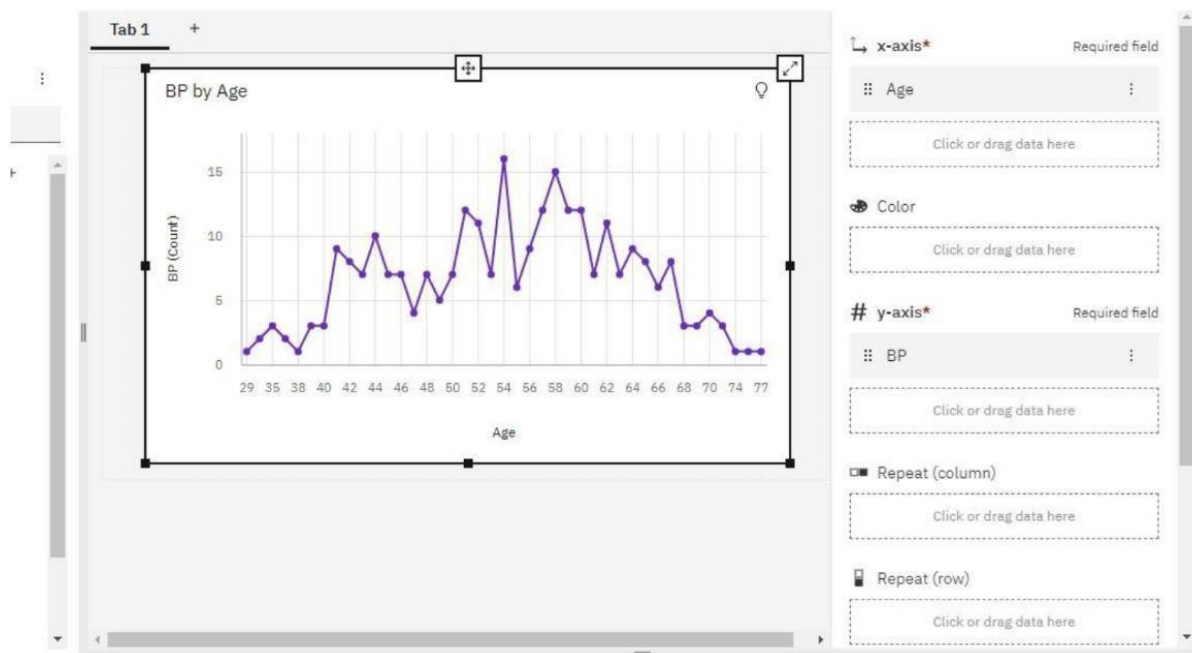 Tab 1 +
BP by Age
BP (Count)
15
10
5
0
29 35 38 40 42 44 46 48 50 52 54 56 58 60 62 64 66 68 70 74 77
Age
x-axis* Required field
Age
Click or drag data here
Color
Click or drag data here
# y-axis* Required field
BP
Click or drag data here
Repeat (column)
Click or drag data here
Repeat (row)
Click or drag data here